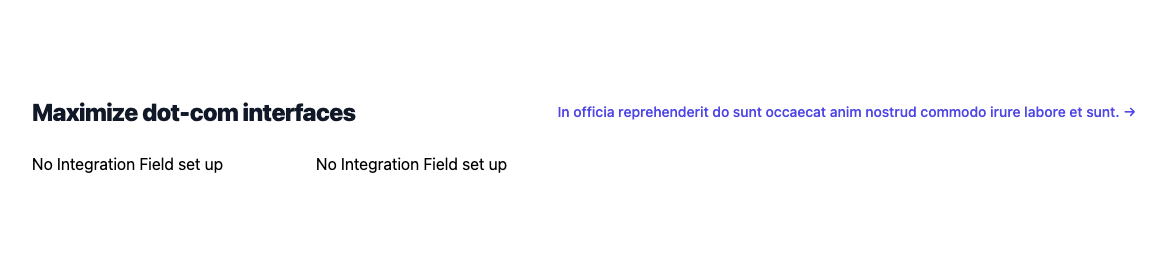 Maximize dot-com interfaces
In officia reprehenderit do sunt occaecat anim nostrud commodo irure labore et sunt. →
No Integration Field set up
No Integration Field set up